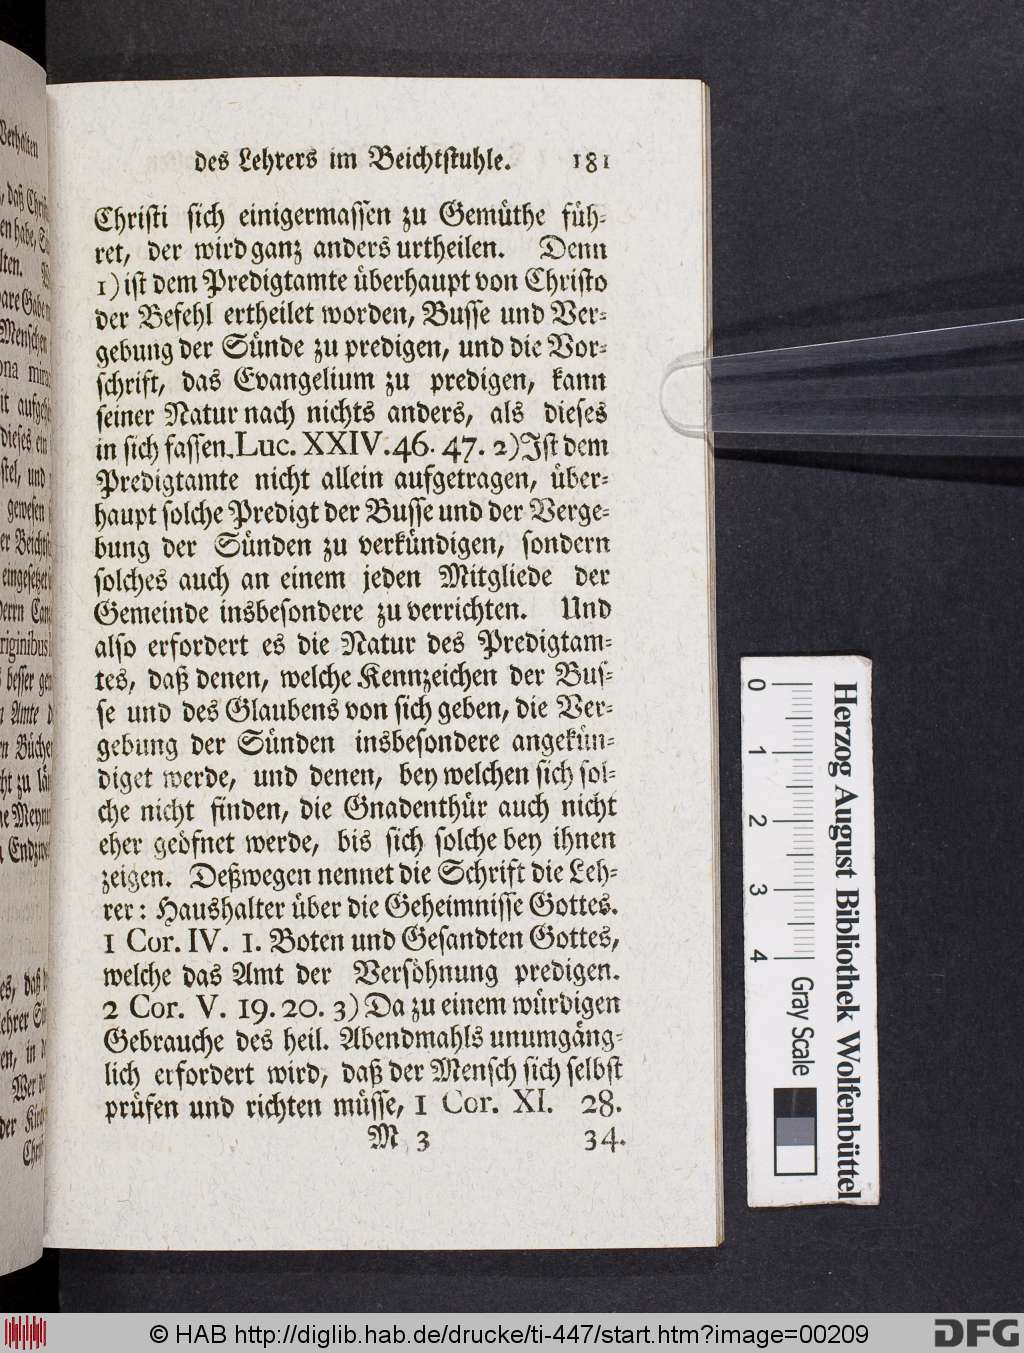 des Lehrers im Beichtstuhle. 181
Christi sich einigermassen zu Gemüthe füh-
ret, der wird ganz anders urtheilen. Denn
1) ist dem Predigtamte überhaupt von Christo
der Befehl ertheilet worden, Busse und Ver-
gebung der Sünde zu predigen, und die Vor-
schrift, das Evangelium zu predigen, kann
seiner Natur nach nichts anders, als dieses
in sich fassen. Luc. XXIV. 46. 47. 2) Ist dem
Predigtamte nicht allein aufgetragen, über-
haupt solche Predigt der Busse und der Verge-
bung der Sünden zu verkündigen, sondern
solches auch an einem jeden Mitgliede der
Gemeinde insbesondere zu verrichten. Und
also erfordert es die Natur des Predigtam-
tes, daß denen, welche Kennzeichen der Bus-
se und des Glaubens von sich geben, die Ver-
gebung der Sünden insbesondere angekün-
diget werde, und denen, bey welchen sich sol-
che nicht finden, die Gnadenthür auch nicht
eher geöfnet werde, bis sich solche bey ihnen
zeigen. Deßwegen nennet die Schrift die Leh-
rer: Haushalter über die Geheimnisse Gottes.
1 Cor. IV. 1. Boten und Gesandten Gottes,
welche das Amt der Versöhnung predigen.
2 Cor. V. 19. 20. 3) Da zu einem würdigen
Gebrauche des heil. Abendmahls unumgäng-
lich erfordert wird, daß der Mensch sich selbst
prüfen und richten müsse, 1 Cor. XI. 28.
M 3 34.
Herzog August Bibliothek Wolfenbüttel
0 1 2 3 4 Gray Scale
© HAB http://diglib.hab.de/drucke/ti-447/start.htm?image=00209
DFG